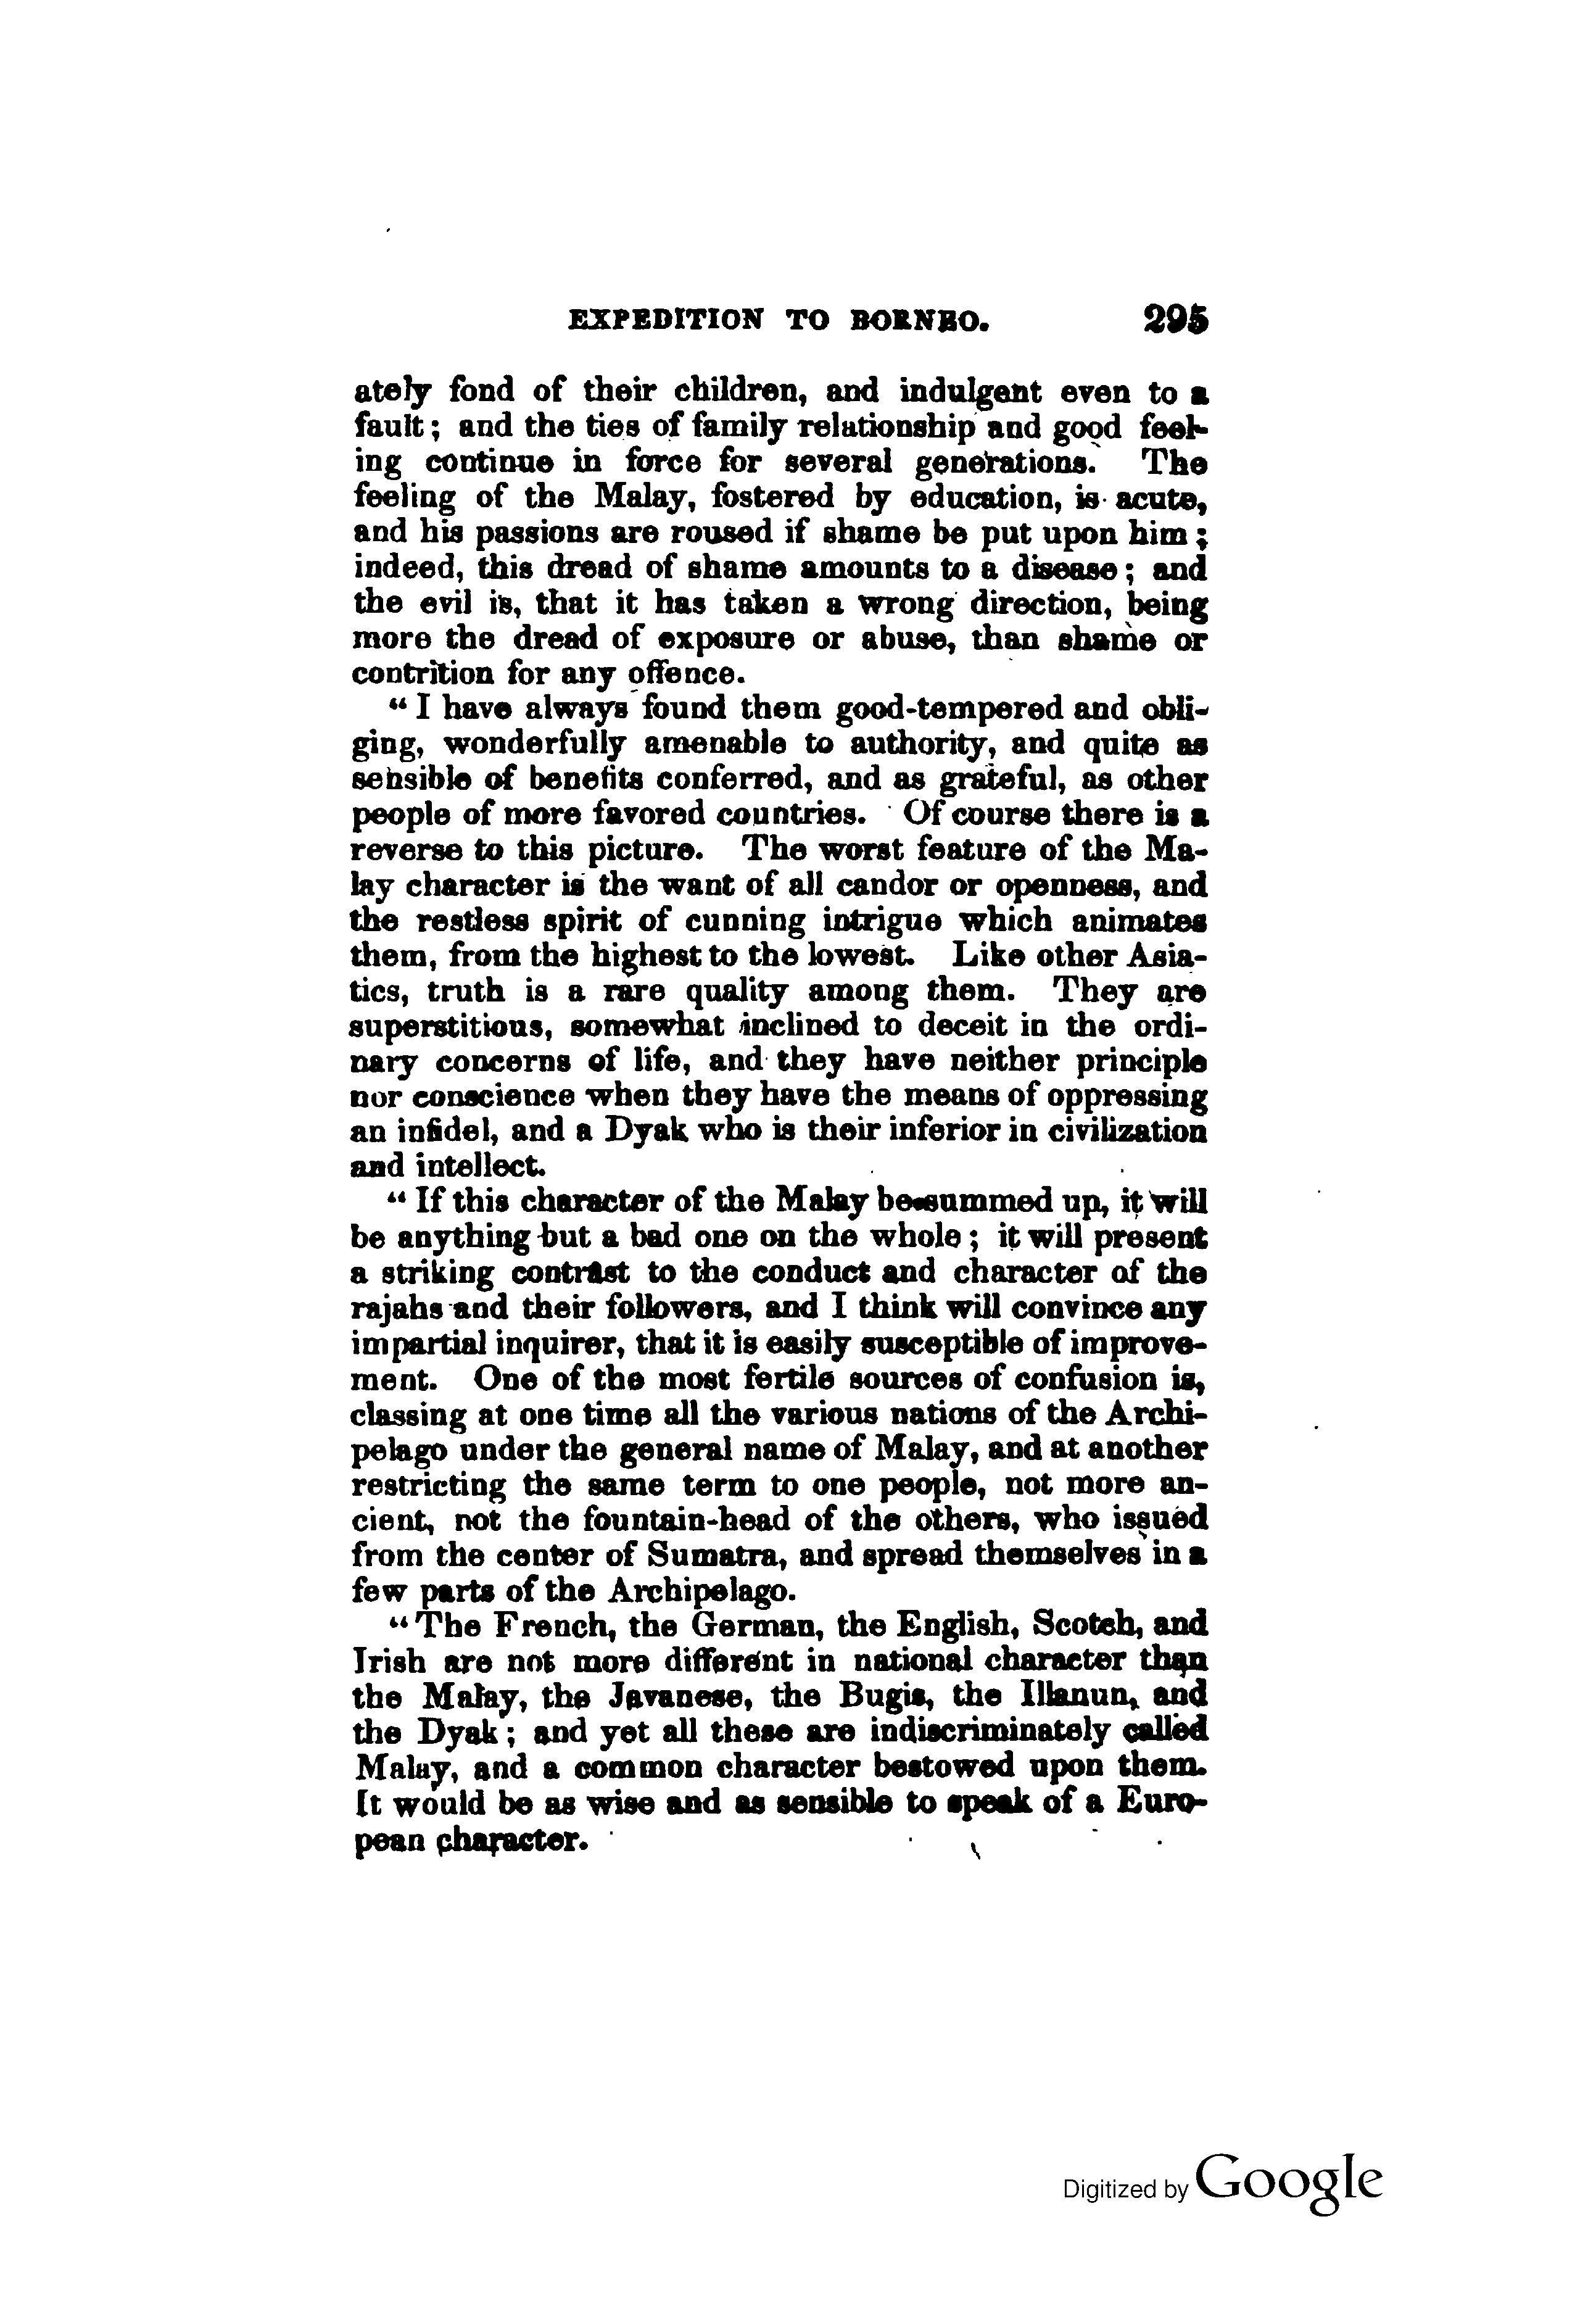 EXPEDITION TO BORNEO. 295
ately fond of their children, and indulgent even to a
fault; and the ties of family relationship and good feel-
ing continue in force for several generations. The
feeling of the Malay, fostered by education, is acute,
and his passions are roused if shame be put upon him;
indeed, this dread of shame amounts to a disease; and
the evil is, that it has taken a wrong direction, being
more the dread of exposure or abuse, than shame or
contrition for any offence.
"I have always found them good-tempered and obli-
ging, wonderfully amenable to authority, and quite as
sensible of benefits conferred, and as grateful, as other
people of more favored countries. Of course there is a
reverse to this picture. The worst feature of the Ma-
lay character is the want of all candor or openness, and
the restless spirit of cunning intrigue which animates
them, from the highest to the lowest. Like other Asia-
tics, truth is a rare quality among them. They are
superstitious, somewhat inclined to deceit in the ordi-
nary concerns of life, and they have neither principle
nor conscience when they have the means of oppressing
an infidel, and a Dyak who is their inferior in civilization
and intellect.
"If this character of the Malay be summed up, it will
be anything but a bad one on the whole; it will present
a striking contrast to the conduct and character of the
rajahs and their followers, and I think will convince any
impartial inquirer, that it is easily susceptible of improve-
ment. One of the most fertile sources of confusion is,
classing at one time all the various nations of the Archi-
pelago under the general name of Malay, and at another
restricting the same term to one people, not more an-
cient, not the fountain-head of the others, who issued
from the center of Sumatra, and spread themselves in a
few parts of the Archipelago.
"The French, the German, the English, Scotch, and
Irish are not more different in national character than
the Malay, the Javanese, the Bugis, the Illanun, and
the Dyak; and yet all these are indiscriminately called
Malay, and a common character bestowed upon them.
It would be as wise and as sensible to speak of a Euro-
pean character.
Digitized by Google